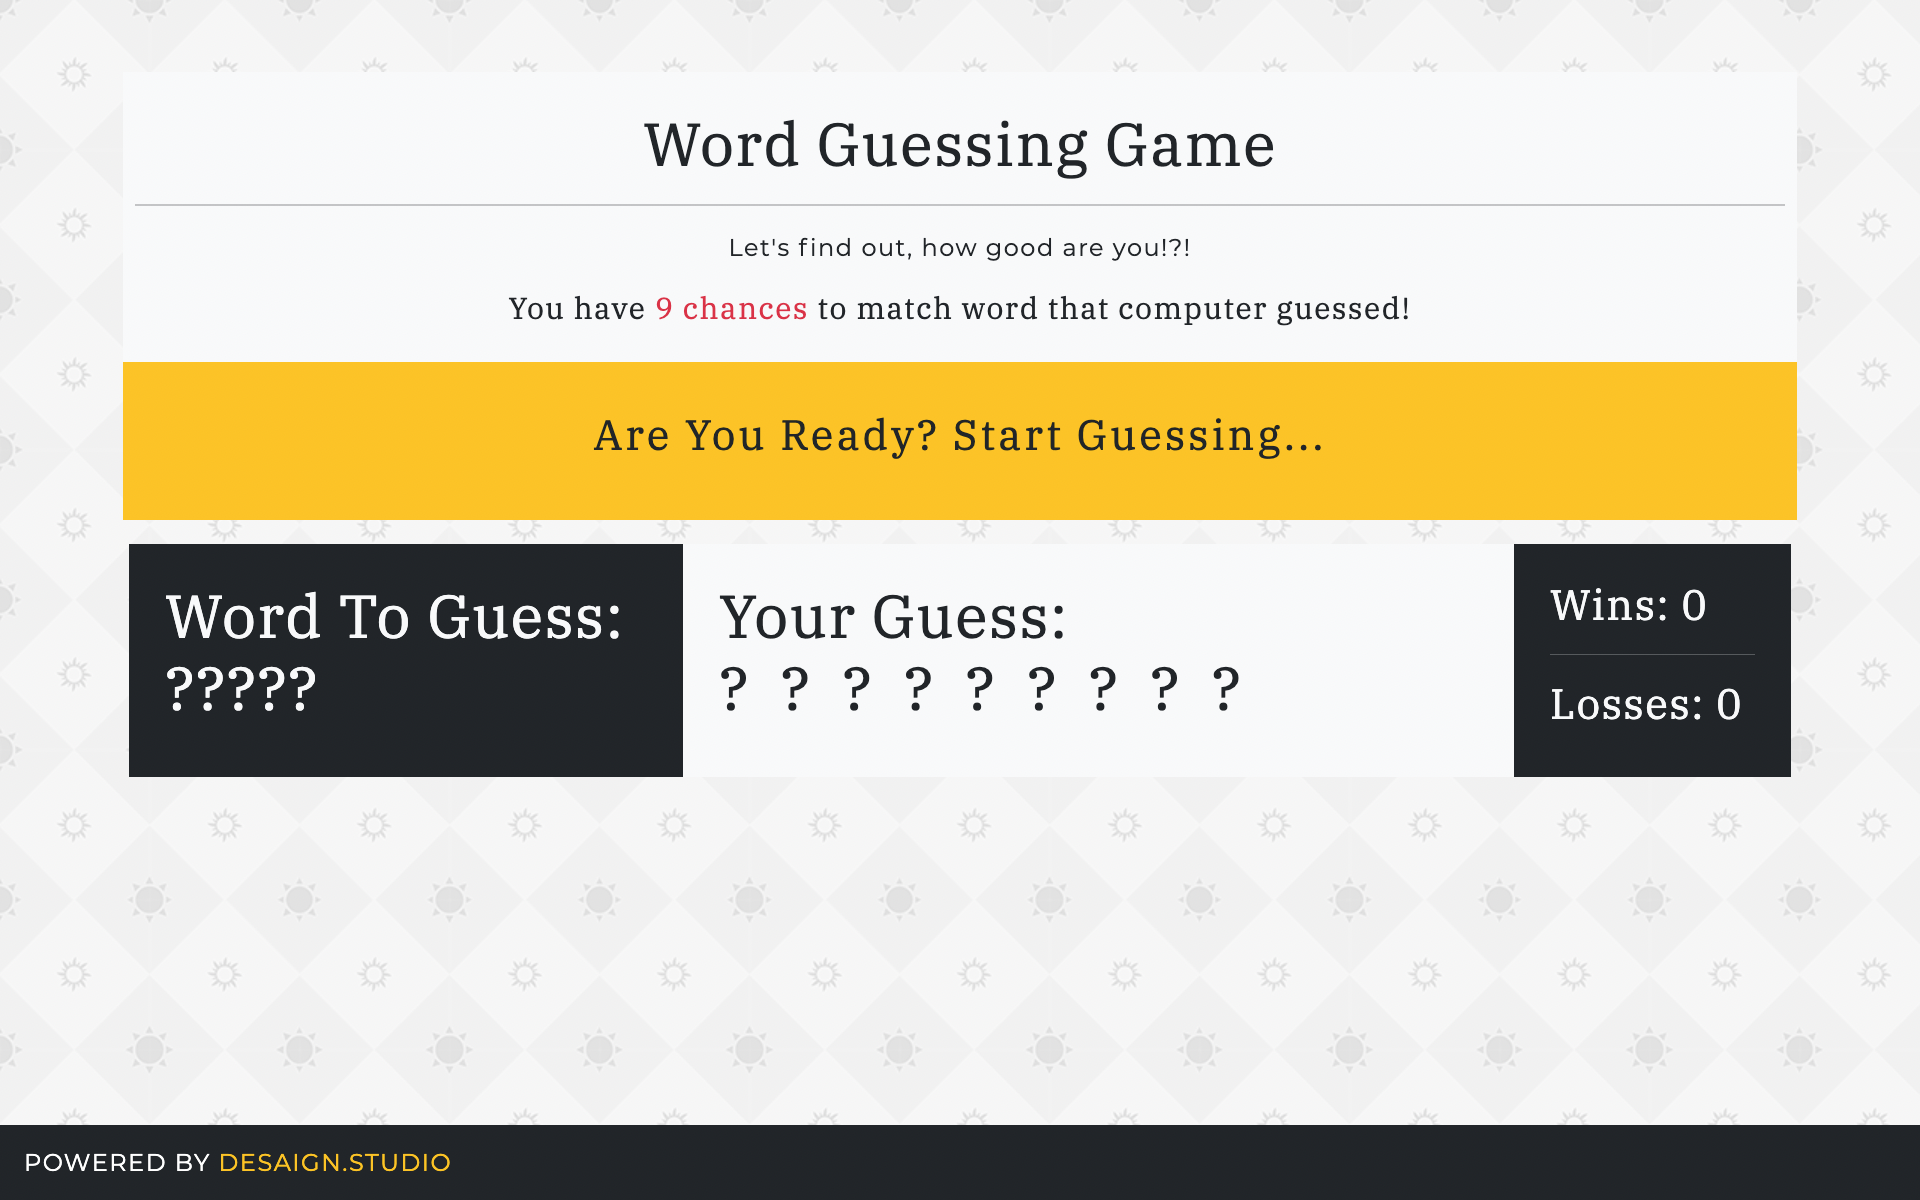 Word Guessing Game
Let's find out, how good are you!?!
You have 9 chances to match word that computer guessed!
Are You Ready? Start Guessing...
Word To Guess:
?????
Your Guess:
? ? ? ? ? ? ? ? ?
Wins: 0
Losses: 0
POWERED BY DESAIGN.STUDIO